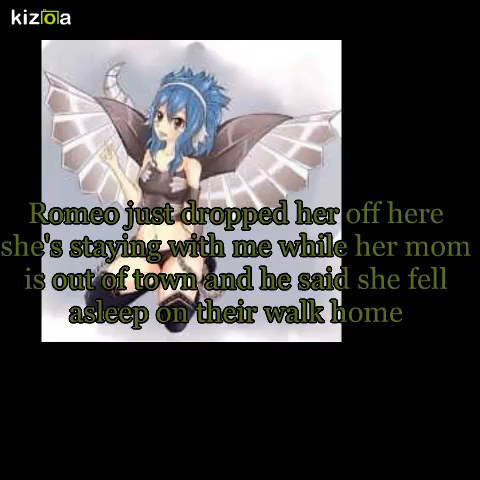 kizoa
Romeo just dropped her off here
she's staying with me while her mom
is out of town and he said she fell
asleep on their walk home